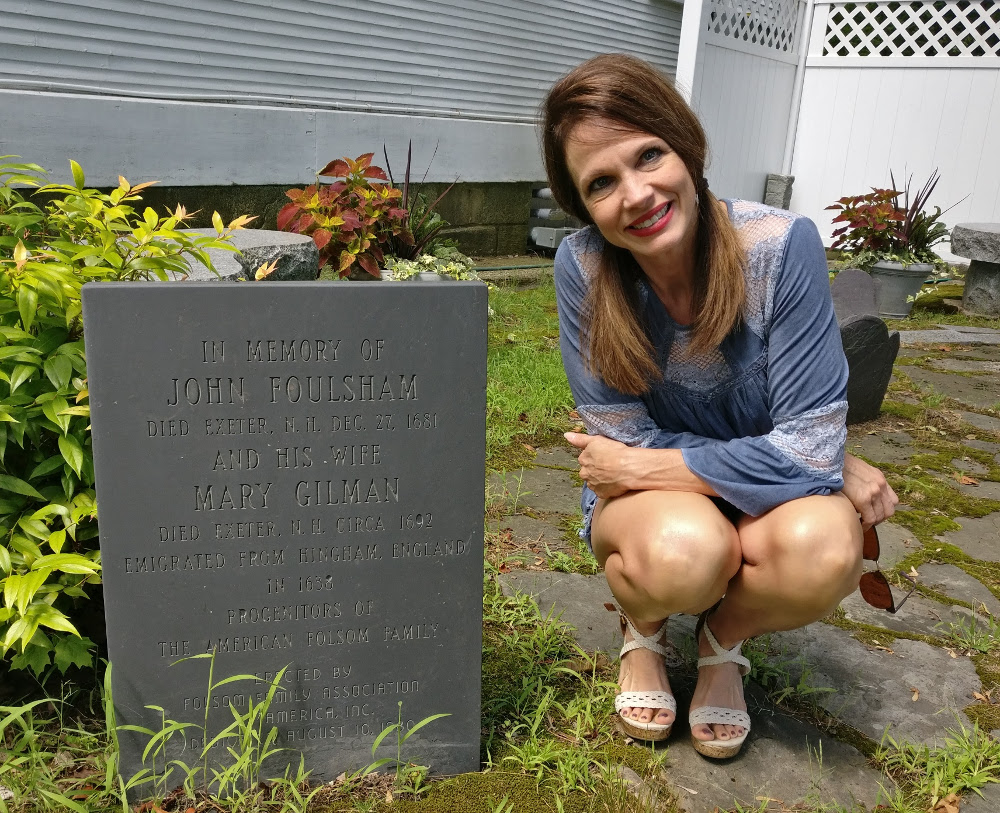 IN MEMORY OF
JOHN FOULSHAM
DIED EXETER, N.H. DEC. 27, 1681
AND HIS WIFE
MARY GILMAN
DIED EXETER, N.H. CIRCA 1692
EMIGRATED FROM HINGHAM, ENGLAND
IN 1638
PROGENITORS OF
THE AMERICAN FOLSOM FAMILY
ERECTED BY
FOLSOM FAMILY ASSOCIATION
AMERICA, INC.
AUGUST 10,